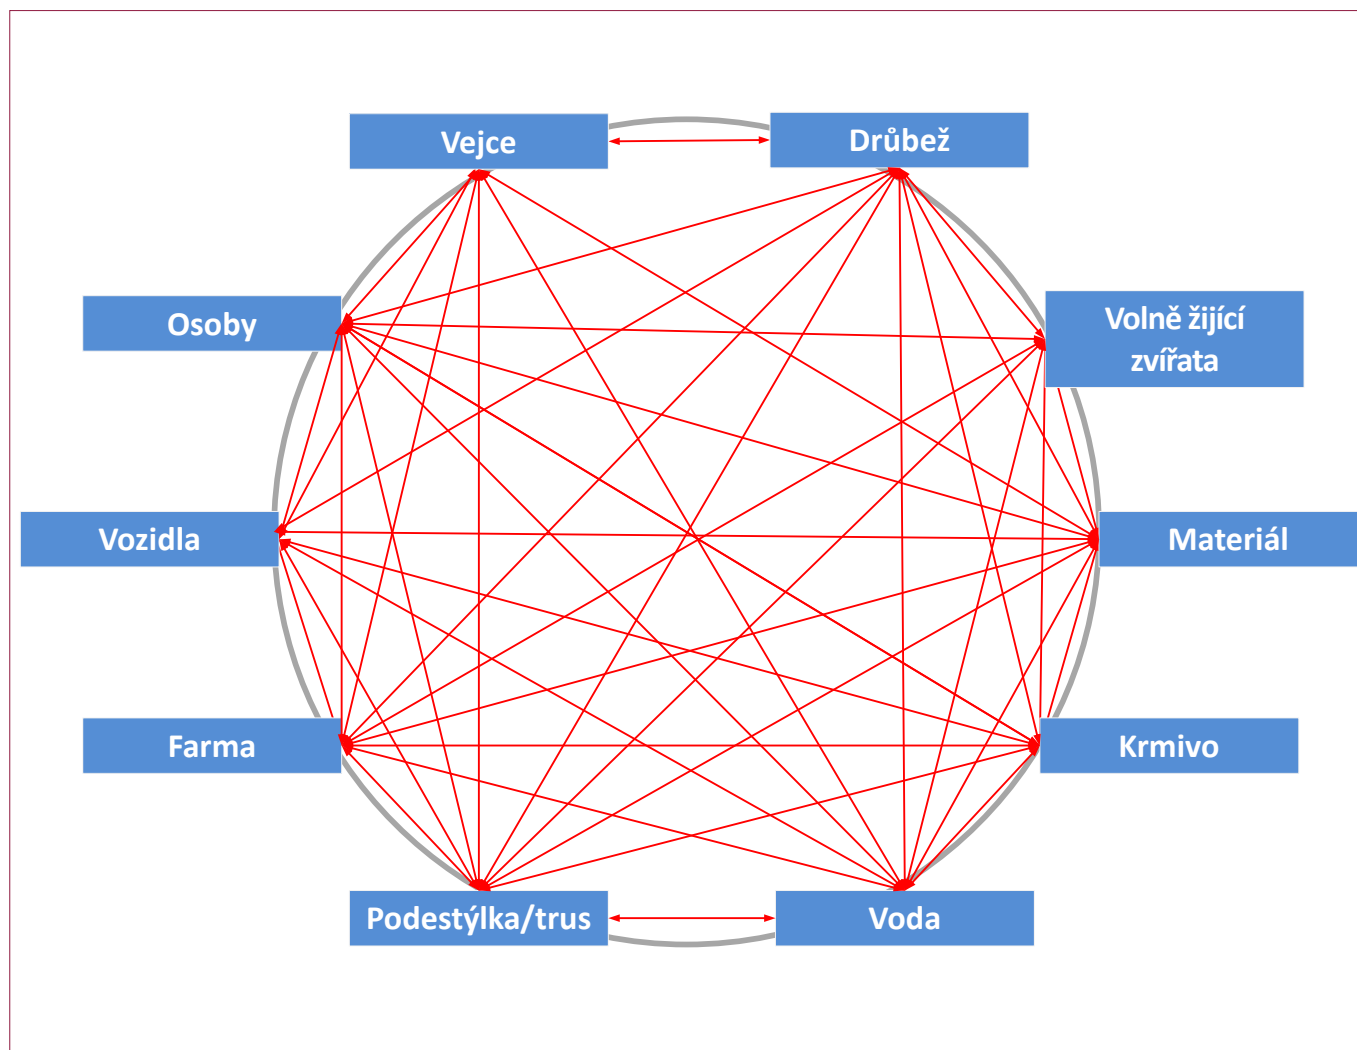 Vejce
Drůbež
Osoby
Volně žijící
zvířata
Vozidla
Materiál
Farma
Krmivo
Podestýlka/trus
Voda